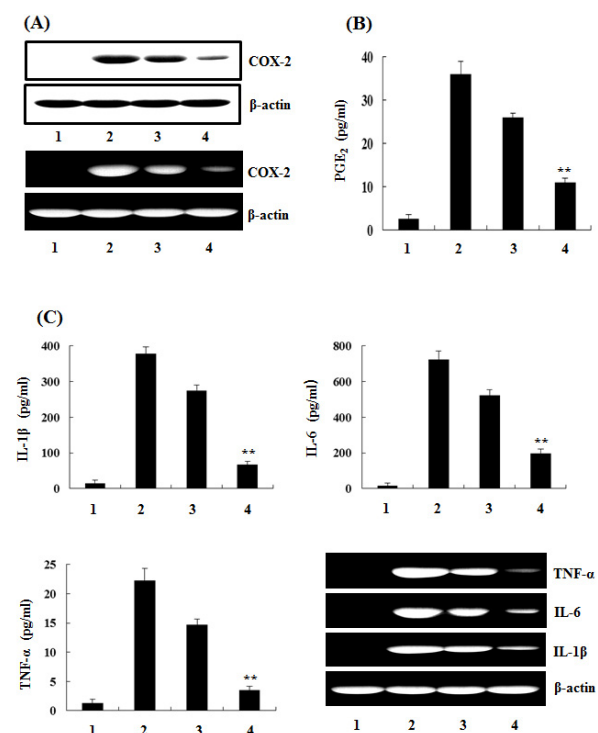 (A)
COX-2
β-actin
1 2 3 4
COX-2
β-actin
1 2 3 4
(B)
PGE2 (pg/ml)
40
30
20
10
0
**
1 2 3 4
(C)
IL-1β (pg/ml)
400
300
200
100
0
**
1 2 3 4
IL-6 (pg/ml)
800
600
400
200
0
**
1 2 3 4
TNF-α (pg/ml)
25
20
15
10
5
0
**
1 2 3 4
TNF-α
IL-6
IL-1β
β-actin
1 2 3 4